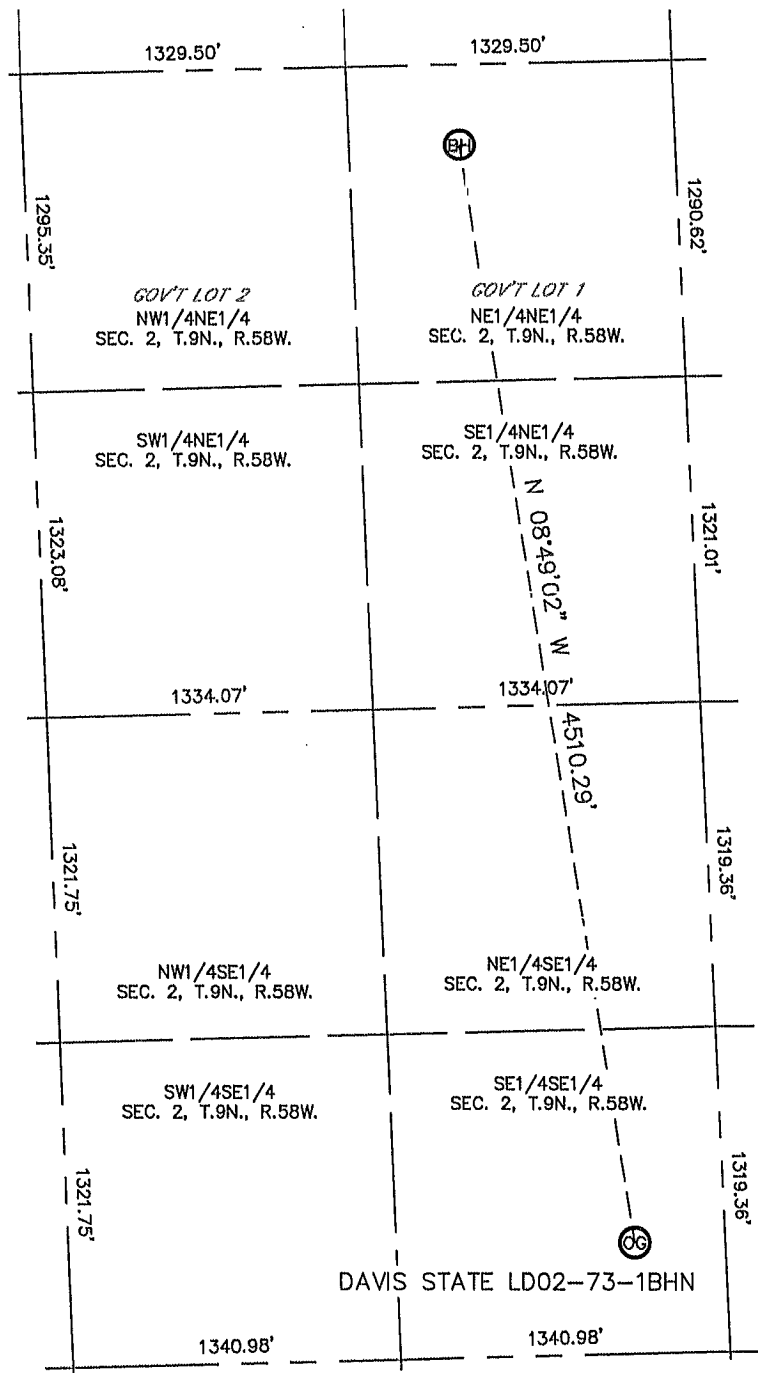 1329.50'
1329.50'
BH
1295.35'
1290.62'
GOV'T LOT 2
NW1/4NE1/4
SEC. 2, T.9N., R.58W.
GOV'T LOT 1
NE1/4NE1/4
SEC. 2, T.9N., R.58W.
SW1/4NE1/4
SEC. 2, T.9N., R.58W.
SE1/4NE1/4
SEC. 2, T.9N., R.58W.
1323.08'
N 08°49'02" W 4510.29'
1321.01'
1334.07'
1334.07'
1321.75'
1319.36'
NW1/4SE1/4
SEC. 2, T.9N., R.58W.
NE1/4SE1/4
SEC. 2, T.9N., R.58W.
SW1/4SE1/4
SEC. 2, T.9N., R.58W.
SE1/4SE1/4
SEC. 2, T.9N., R.58W.
1321.75'
1319.36'
OG
DAVIS STATE LD02-73-1BHN
1340.98'
1340.98'